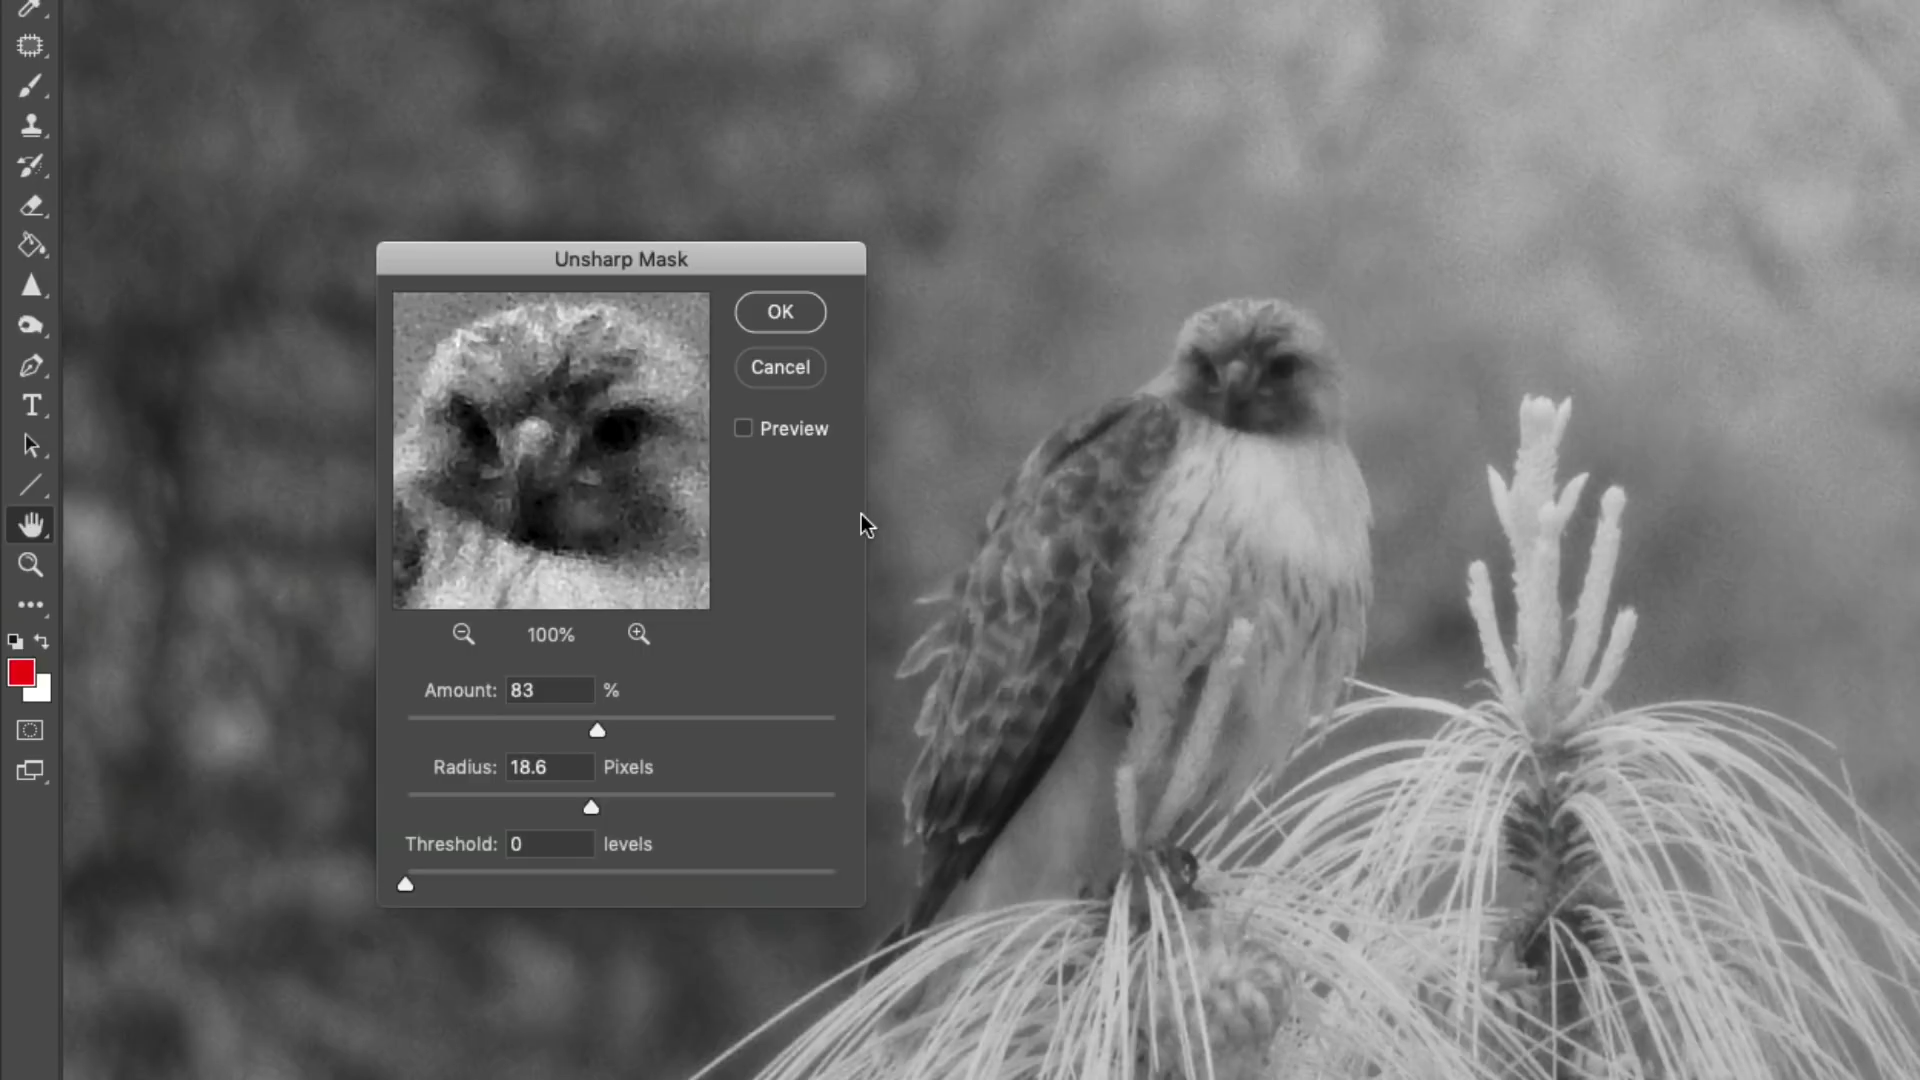 Unsharp Mask
OK
Cancel
Preview
100%
Amount: 83 %
Radius: 18.6 Pixels
Threshold: 0 levels